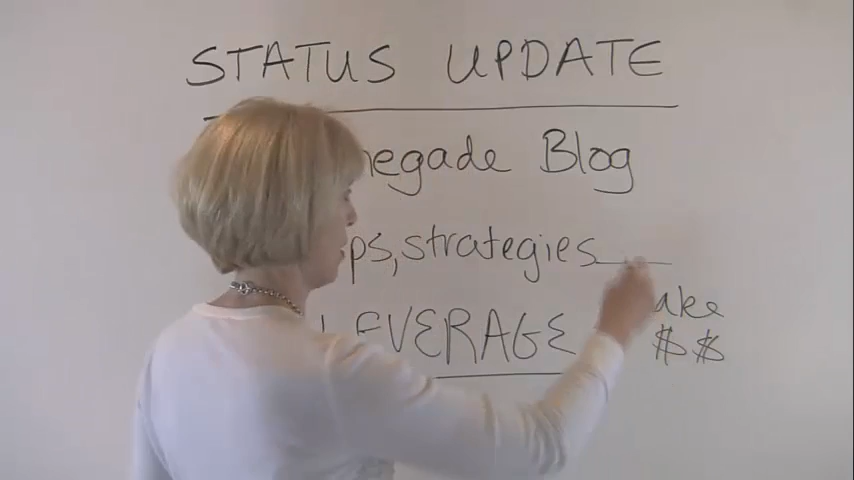 STATUS UPDATE
negade Blog
ps, strategies
LEVERAGE
ake
$$